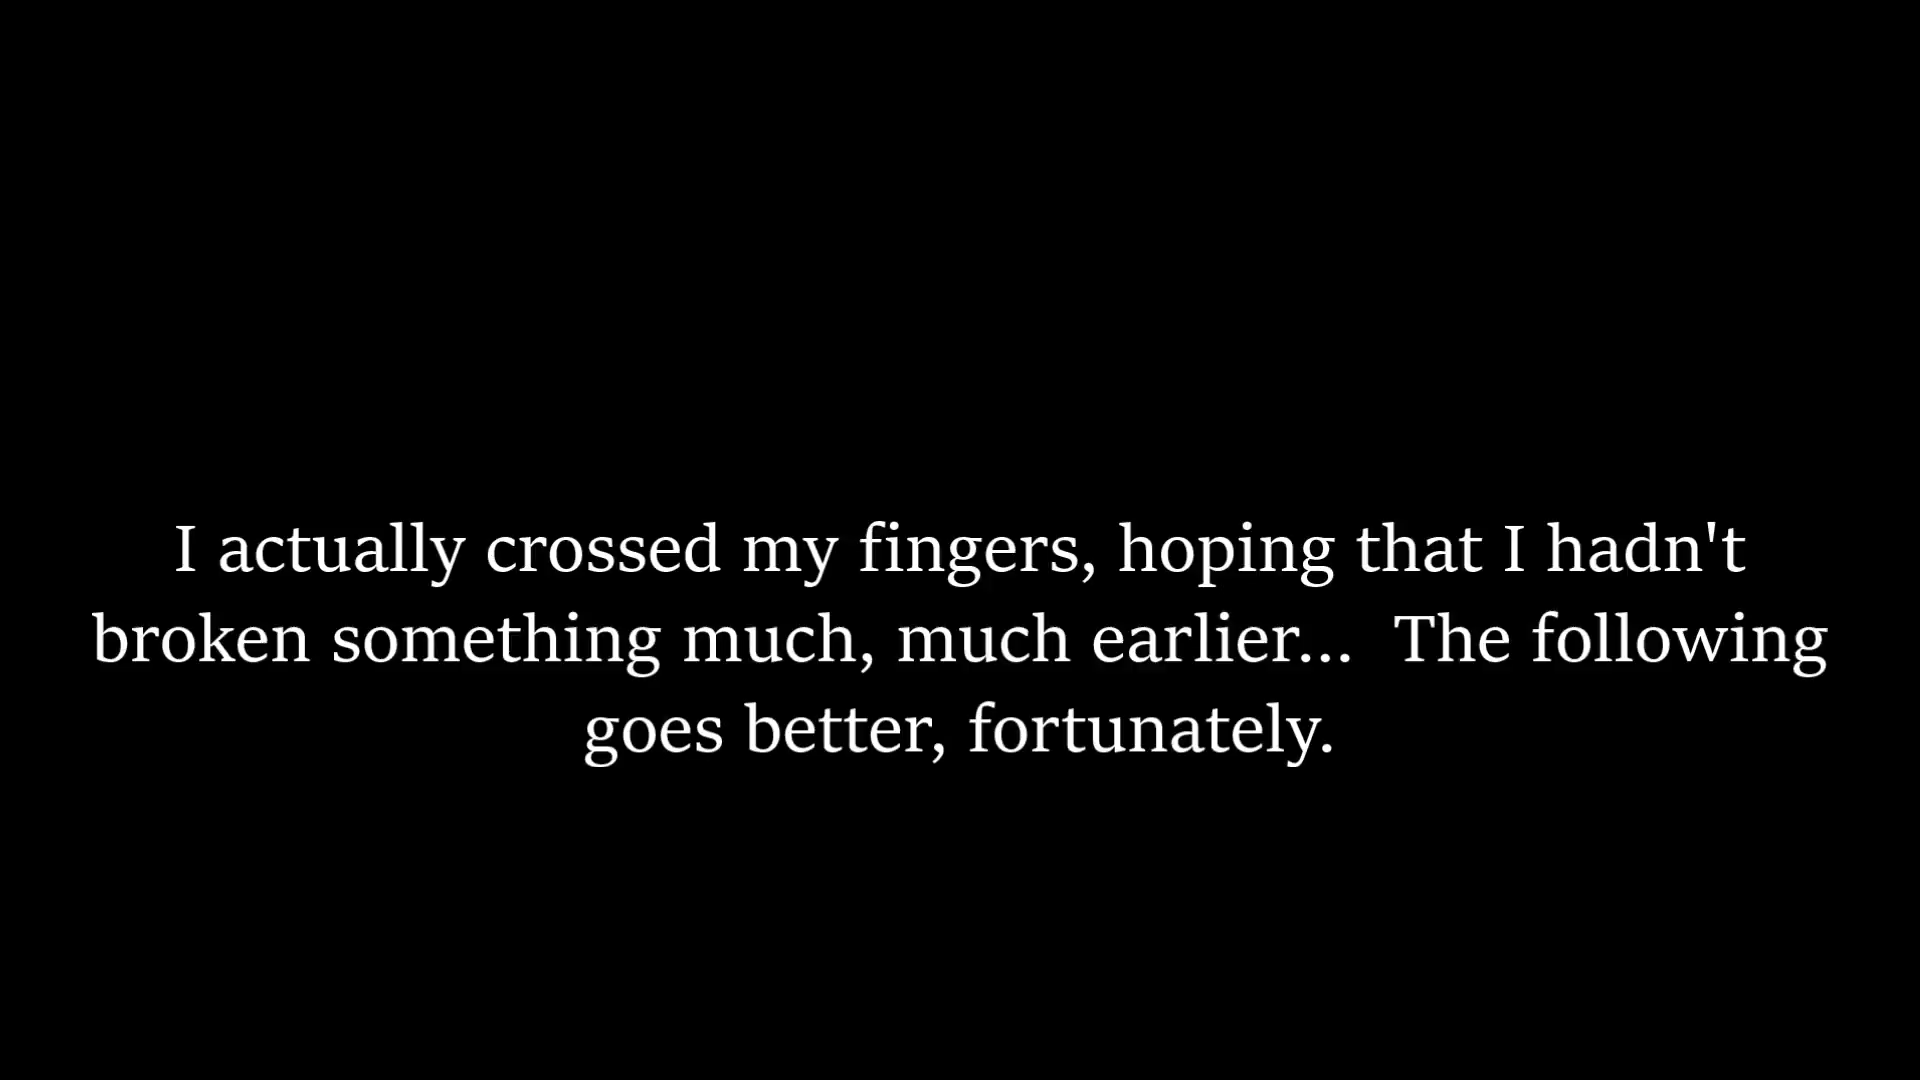 I actually crossed my fingers, hoping that I hadn't
broken something much, much earlier...  The following
goes better, fortunately.